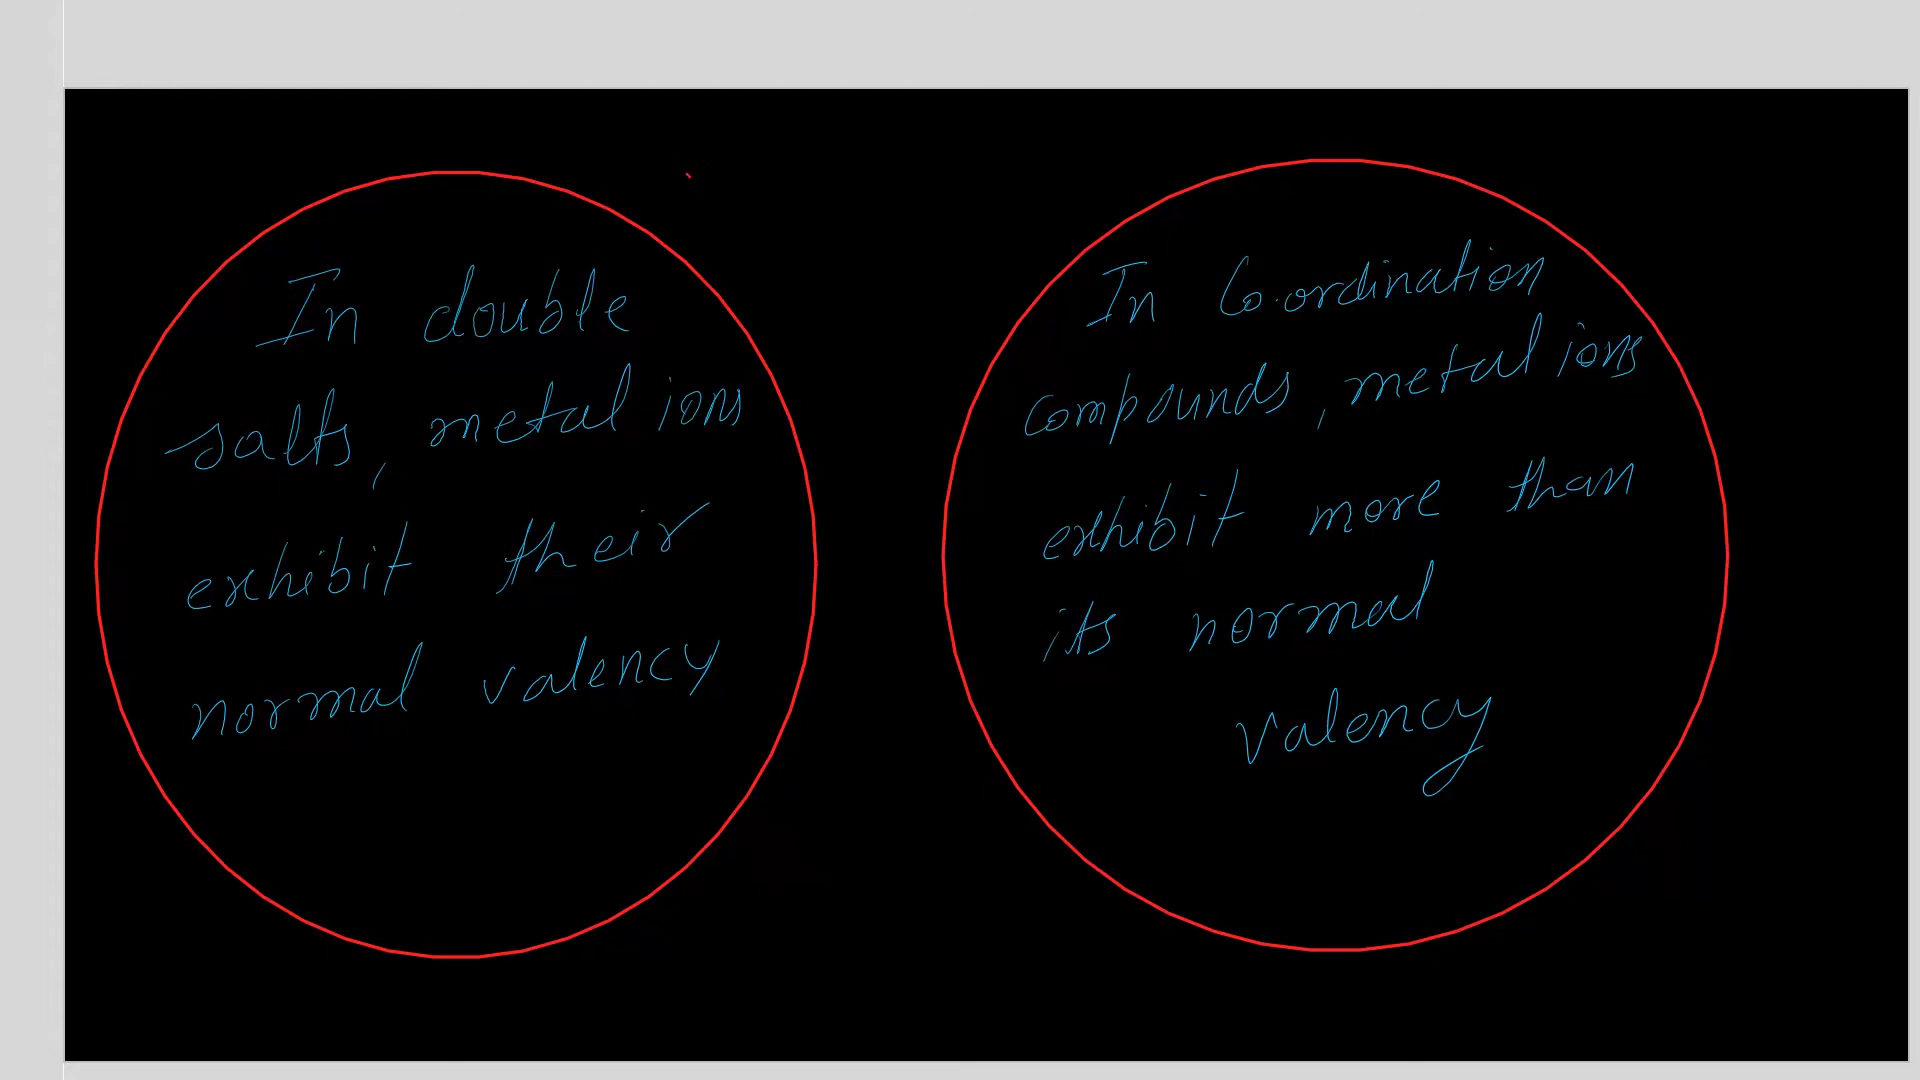 In double
salts, metal ions
exhibit their
normal valency
In Co.ordination
compounds, metal ions
exhibit more than
its normal
valency